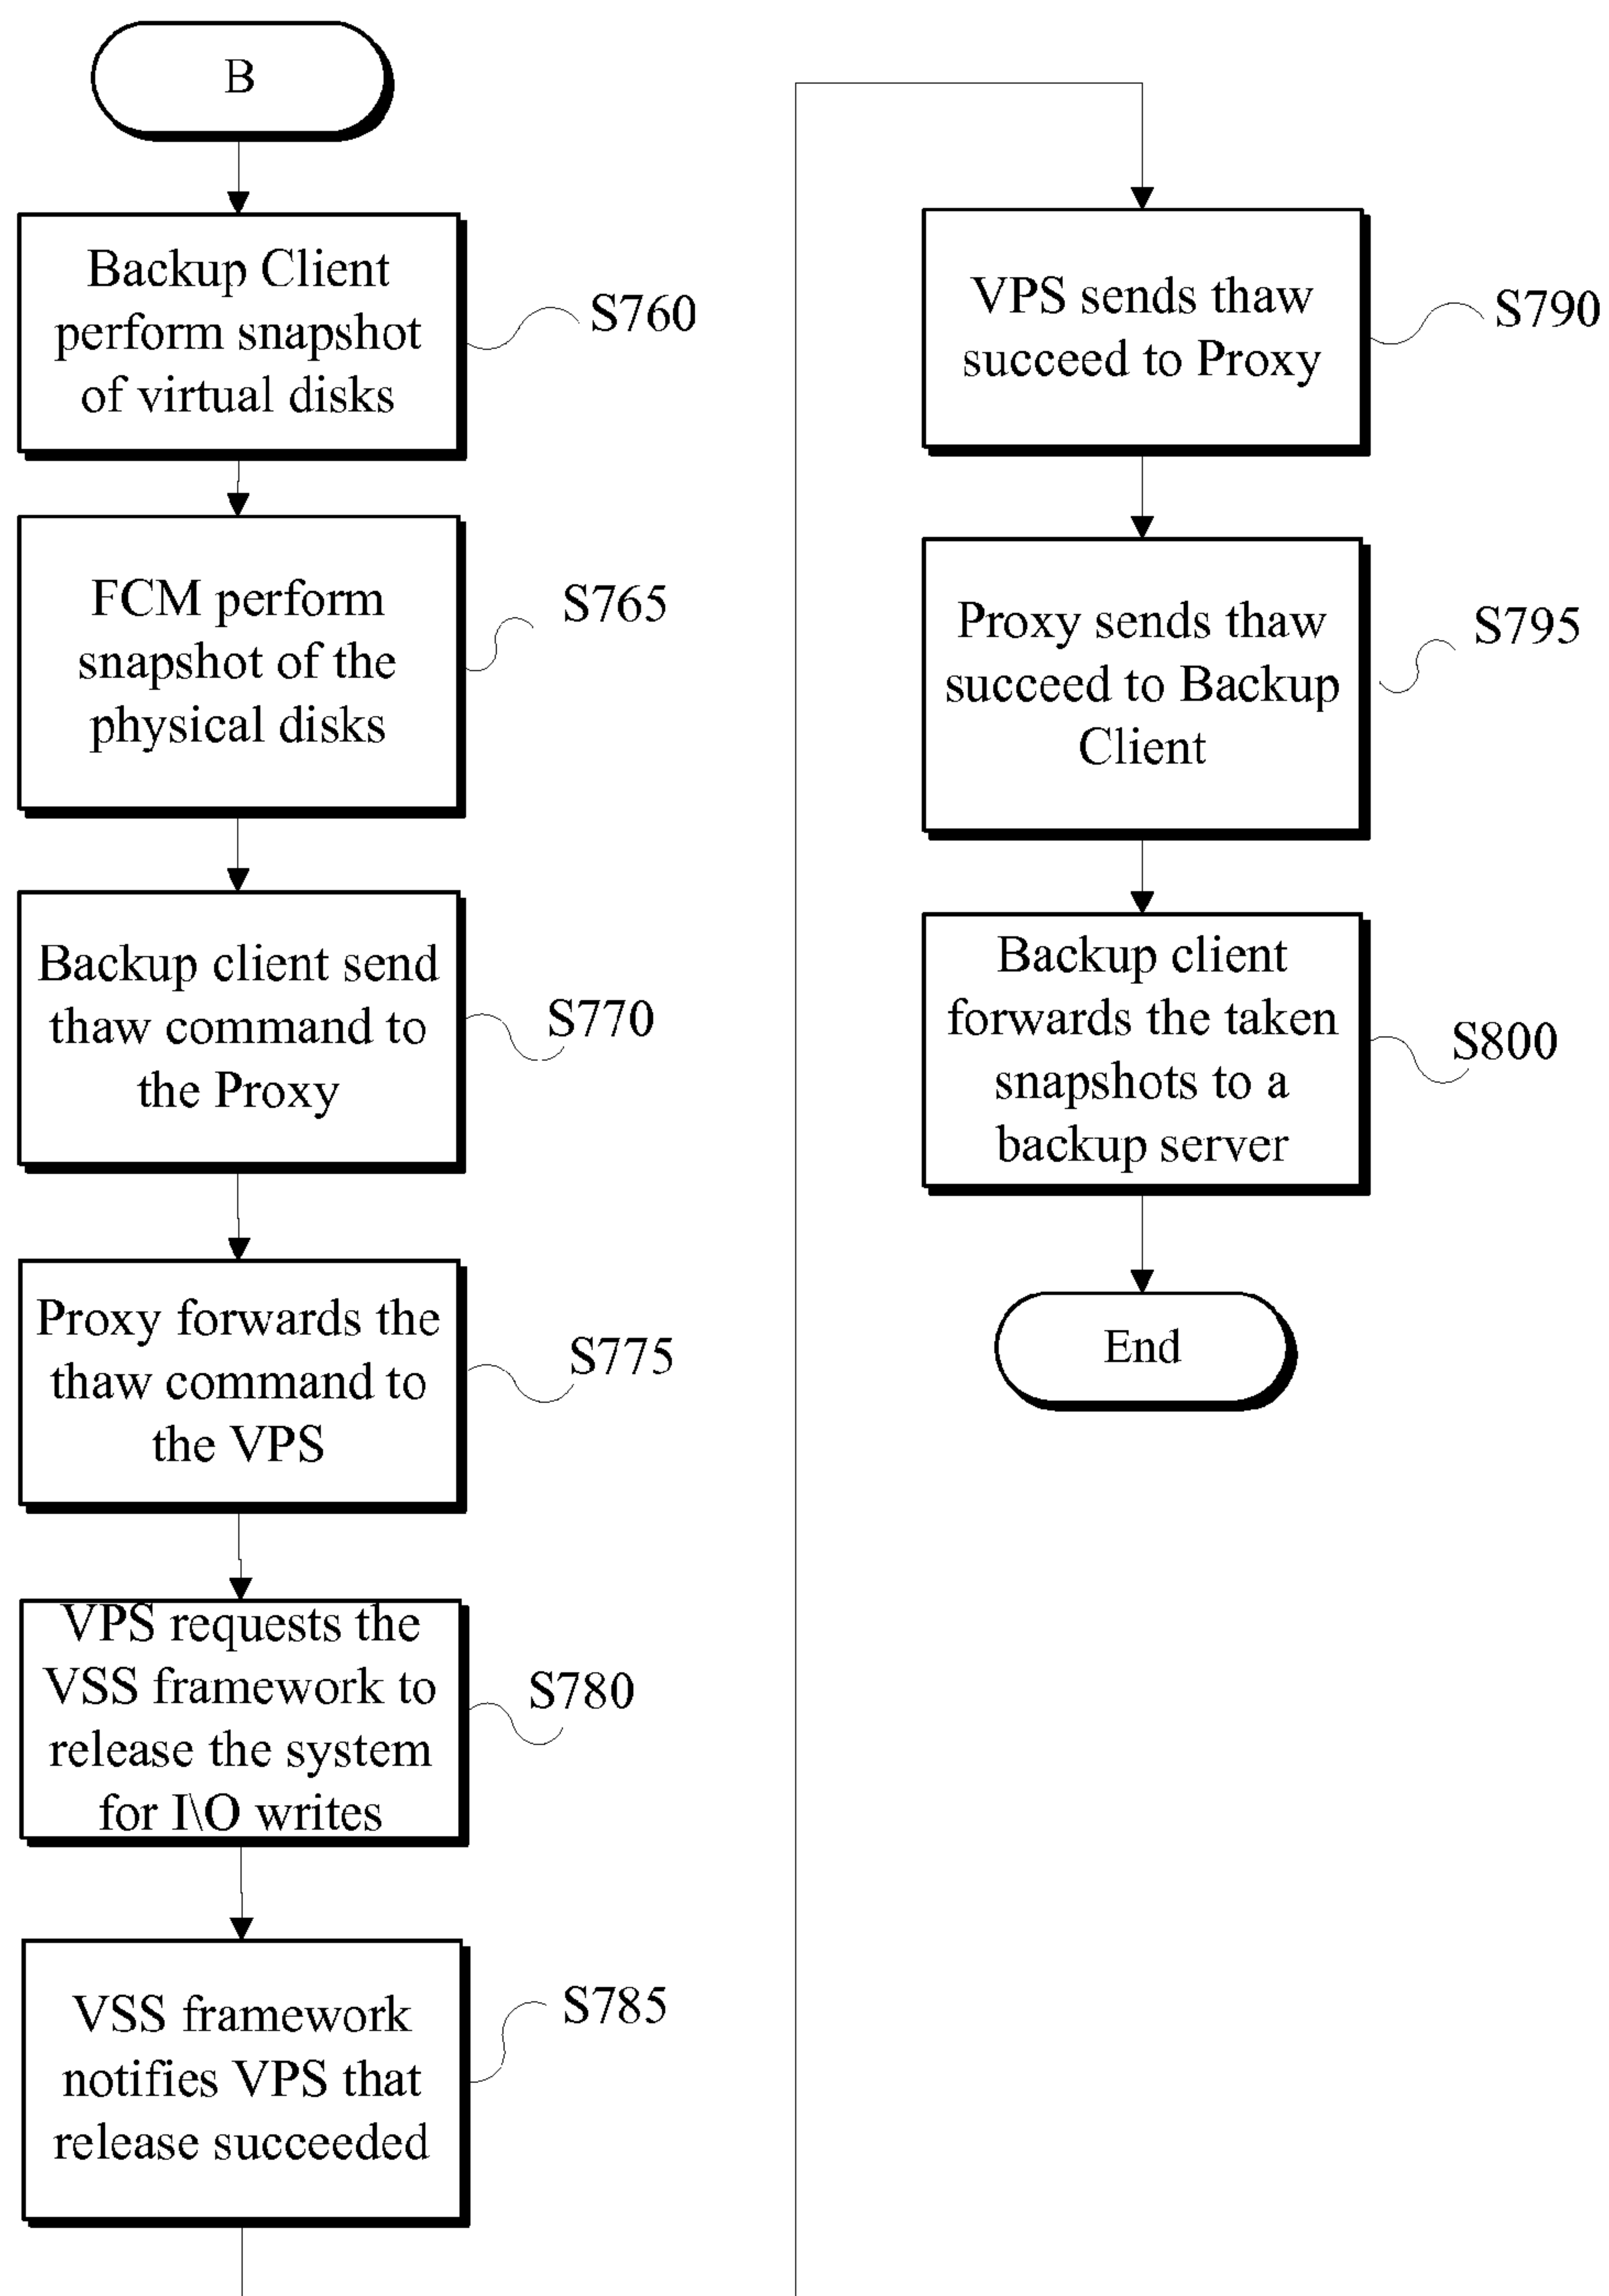 B
Backup Client
perform snapshot
of virtual disks
S760
FCM perform
snapshot of the
physical disks
S765
Backup client send
thaw command to
the Proxy
S770
Proxy forwards the
thaw command to
the VPS
S775
VPS requests the
VSS framework to
release the system
for I\O writes
S780
VSS framework
notifies VPS that
release succeeded
S785
VPS sends thaw
succeed to Proxy
S790
Proxy sends thaw
succeed to Backup
Client
S795
Backup client
forwards the taken
snapshots to a
backup server
S800
End